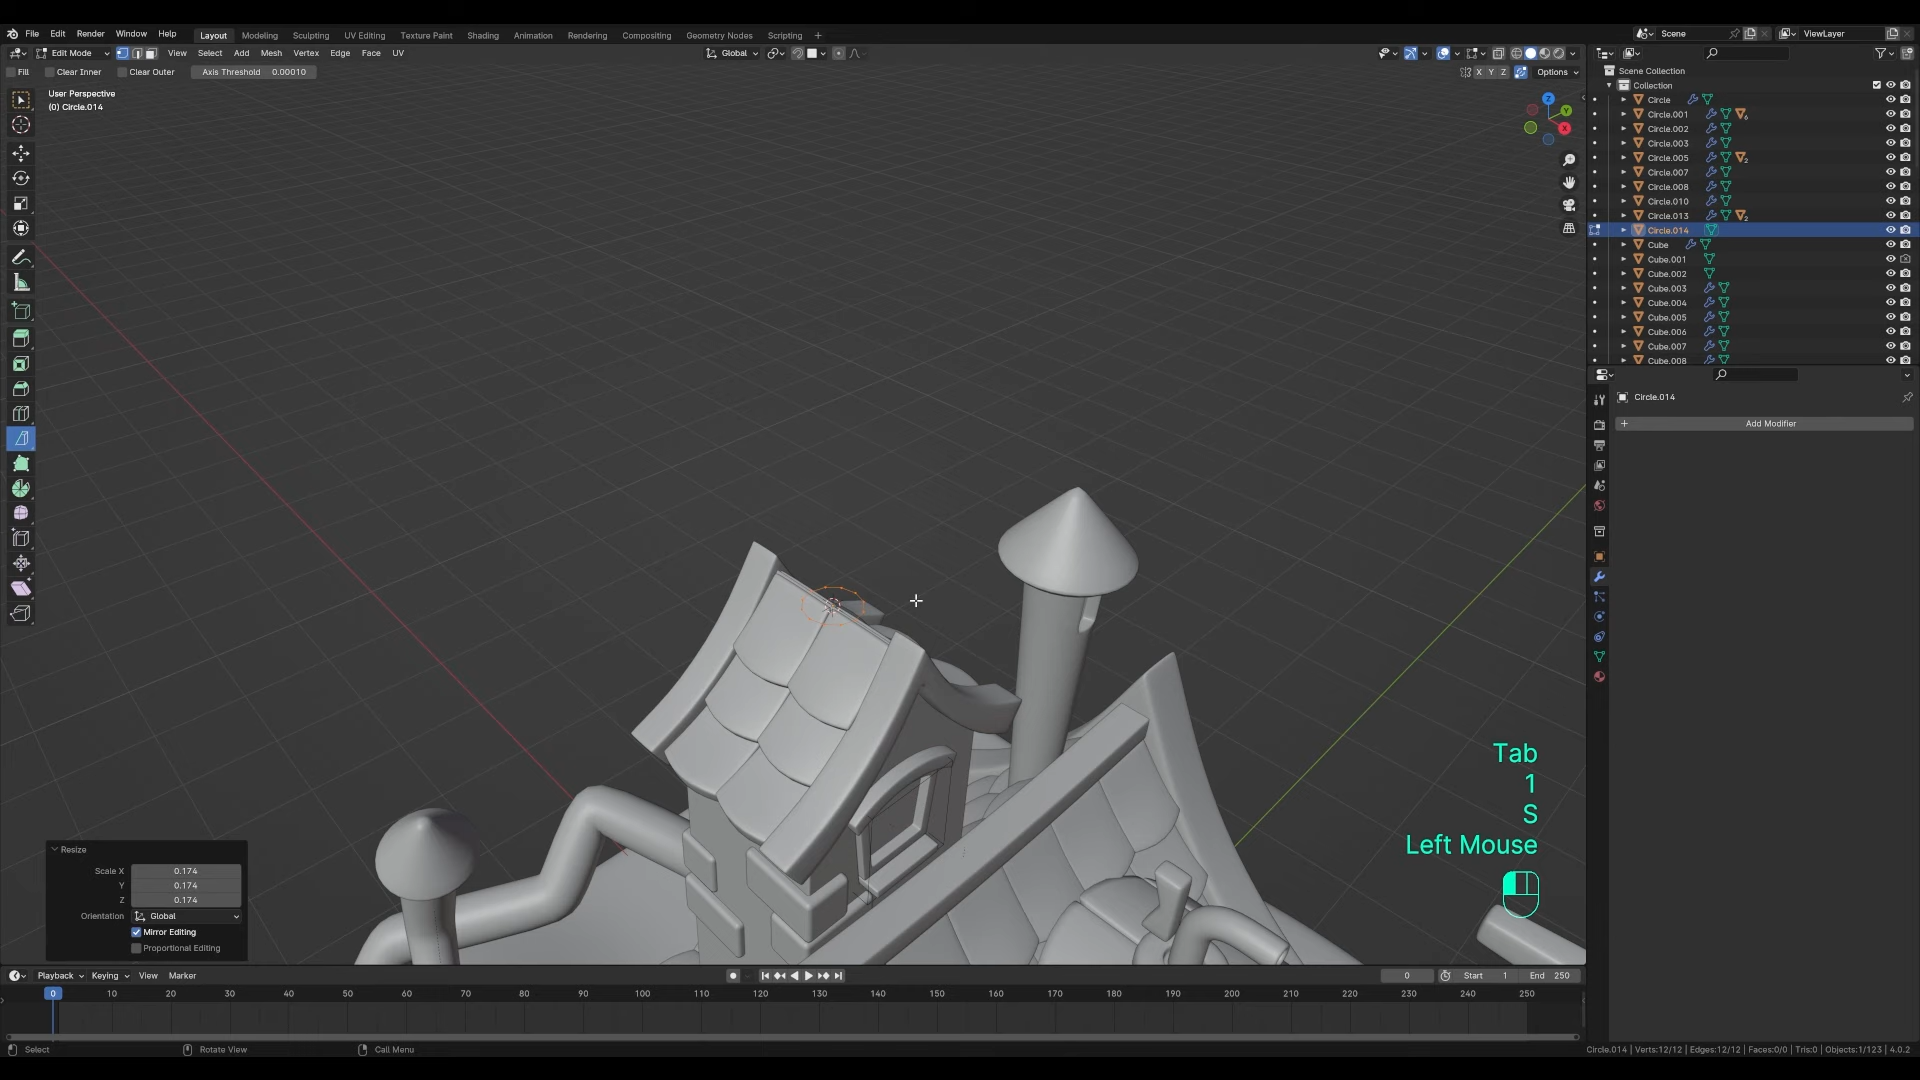 File Edit Render Window Help Layout Modeling Sculpting UV Editing Texture Paint Shading Animation Rendering Compositing Geometry Nodes Scripting + Scene ViewLayer
Edit Mode View Select Add Mesh Vertex Edge Face UV Global
Fill Clear Inner Clear Outer Axis Threshold 0.00010 X Y Z Options
User Perspective
(0) Circle.014
Z
Y
X
Scene Collection
Collection
Circle
Circle.001 6
Circle.002
Circle.003
Circle.005 2
Circle.007
Circle.008
Circle.010
Circle.013 2
Circle.014
Cube
Cube.001
Cube.002
Cube.003
Cube.004
Cube.005
Cube.006
Cube.007
Cube.008
Circle.014
+ Add Modifier
Tab
1
S
Left Mouse
Resize
Scale X 0.174
Y 0.174
Z 0.174
Orientation Global
Mirror Editing
Proportional Editing
Playback Keying View Marker 0 Start 1 End 250
0 10 20 30 40 50 60 70 80 90 100 110 120 130 140 150 160 170 180 190 200 210 220 230 240 250
Select Rotate View Call Menu Circle.014 | Verts:12/12 | Edges:12/12 | Faces:0/0 | Tris:0 | Objects:1/123 | 4.0.2